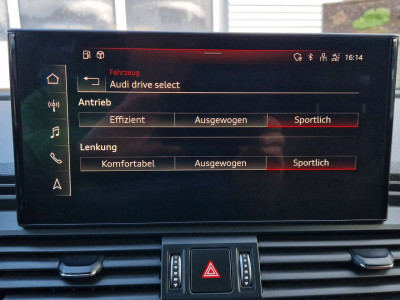 16:14
Fahrzeug
Audi drive select
Antrieb
Effizient Ausgewogen Sportlich
Lenkung
Komfortabel Ausgewogen Sportlich